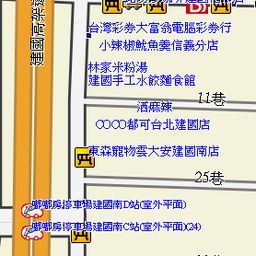 建國高架
台灣彩券大富翁電腦彩券行
小辣椒魷魚羹信義分店
林家米粉湯
建國手工水餃麵食館
11巷
酒麻辣
CoCo都可台北建國店
東森寵物雲大安建國南店
25巷
嘟嘟房停車場建國南D站(室外平面)
嘟嘟房停車場建國南C站(室外平面)(24)